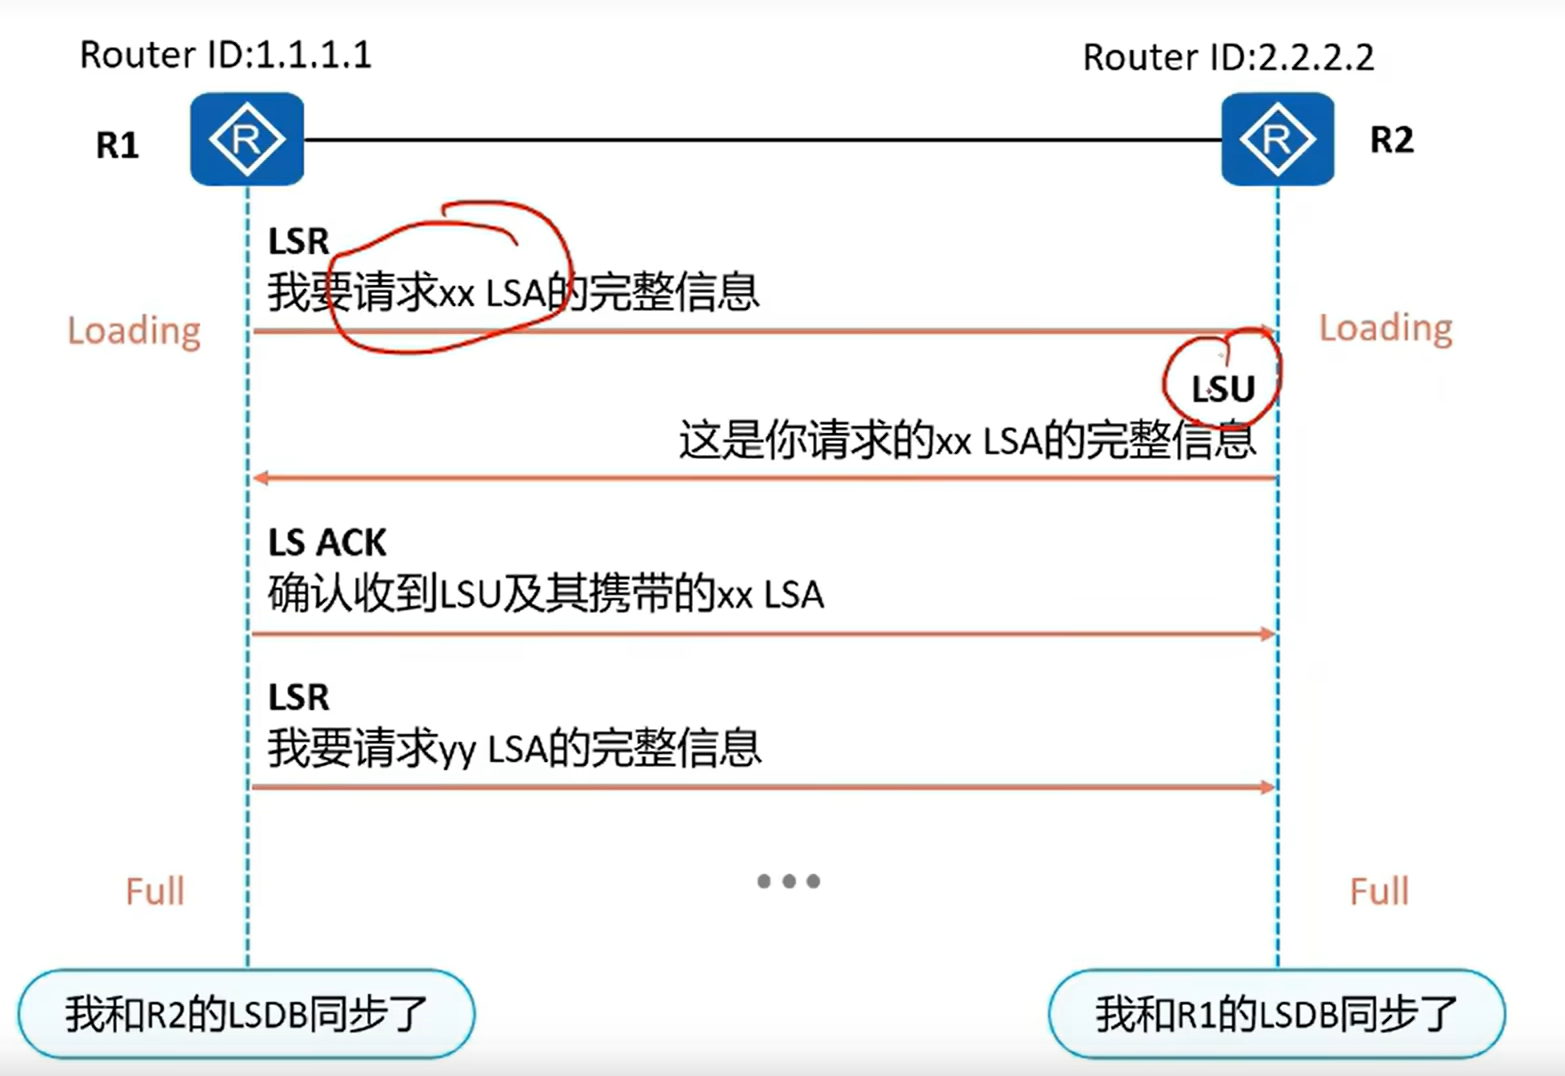 Router ID:1.1.1.1
Router ID:2.2.2.2
R1
R
R
R2
LSR
我要请求xx LSA的完整信息
Loading
Loading
LSU
这是你请求的xx LSA的完整信息
LS ACK
确认收到LSU及其携带的xx LSA
LSR
我要请求yy LSA的完整信息
Full
Full
我和R2的LSDB同步了
我和R1的LSDB同步了